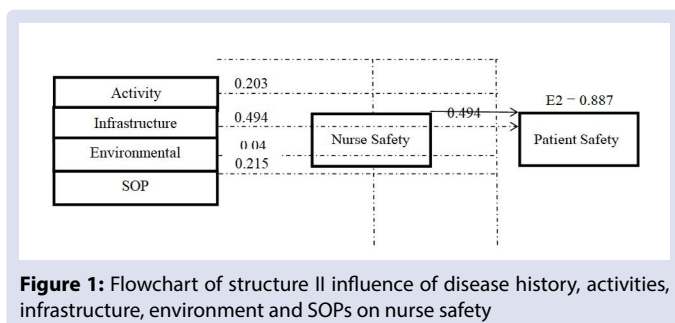 0.203
Activity
Infrastructure
0.494
0.494
E2 – 0.887
Nurse Safety
Patient Safety
Environmental
0.04
0.215
SOP
Figure 1: Flowchart of structure II influence of disease history, activities,
infrastructure, environment and SOPs on nurse safety